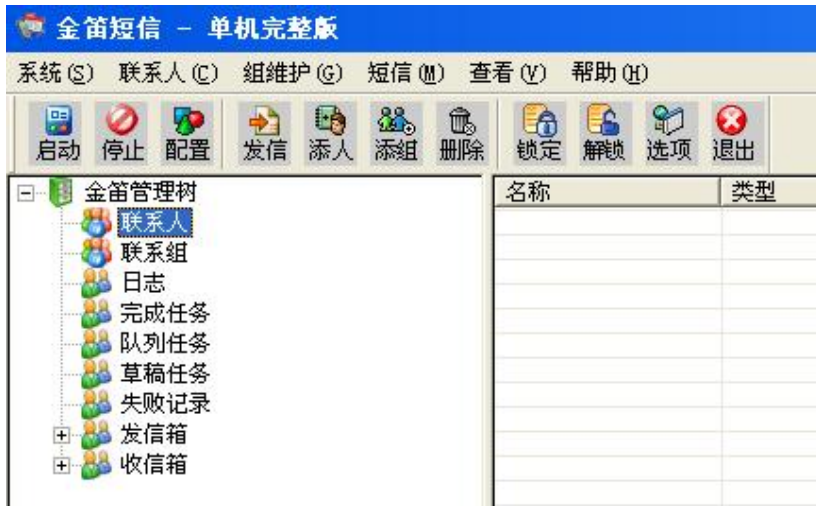 金笛短信 - 单机完整版
系统(S) 联系人(C) 组维护(G) 短信(M) 查看(V) 帮助(H)
启动 停止 配置 发信 添人 添组 删除 锁定 解锁 选项 退出
金笛管理树 名称 类型
联系人
联系组
日志
完成任务
队列任务
草稿任务
失败记录
发信箱
收信箱